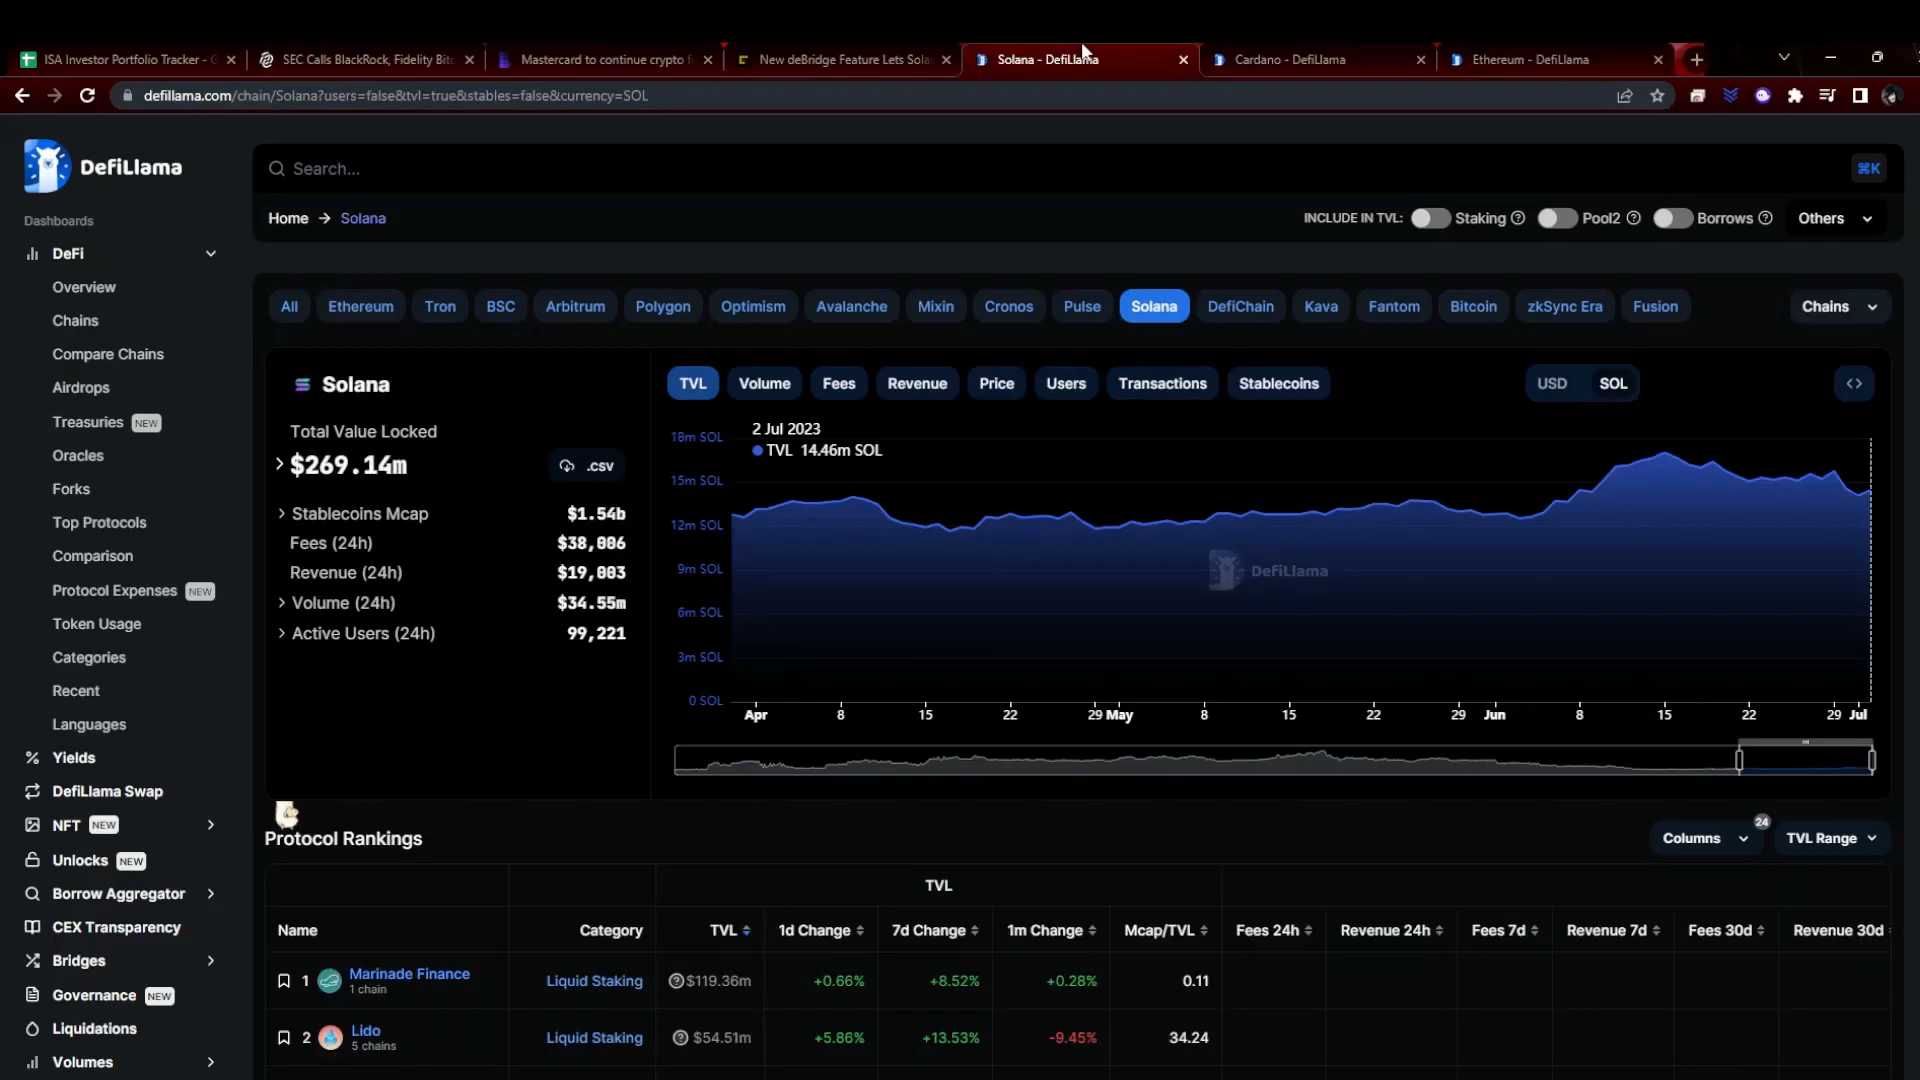 ISA Investor Portfolio Tracker - G
SEC Calls BlackRock, Fidelity Bitc
Mastercard to continue crypto f
New deBridge Feature Lets Sola
Solana - DefiLlama
Cardano - DefiLlama
Ethereum - DefiLlama
defillama.com/chain/Solana?users=false&tvl=true&stables=false&currency=SOL
DefiLlama
Search...
⌘K
Home → Solana
INCLUDE IN TVL: Staking Pool2 Borrows Others
Dashboards
DeFi
Overview
Chains
Compare Chains
Airdrops
Treasuries NEW
Oracles
Forks
Top Protocols
Comparison
Protocol Expenses NEW
Token Usage
Categories
Recent
Languages
Yields
DefiLlama Swap
NFT NEW
Unlocks NEW
Borrow Aggregator
CEX Transparency
Bridges
Governance NEW
Liquidations
Volumes
All Ethereum Tron BSC Arbitrum Polygon Optimism Avalanche Mixin Cronos Pulse Solana DefiChain Kava Fantom Bitcoin zkSync Era Fusion Chains
Solana
Total Value Locked
$269.14m
.csv
Stablecoins Mcap $1.54b
Fees (24h) $38,006
Revenue (24h) $19,003
Volume (24h) $34.55m
Active Users (24h) 99,221
TVL Volume Fees Revenue Price Users Transactions Stablecoins USD SOL
2 Jul 2023
TVL 14.46m SOL
18m SOL
15m SOL
12m SOL
9m SOL
6m SOL
3m SOL
0 SOL
DefiLlama
Apr 8 15 22 29 May 8 15 22 29 Jun 8 15 22 29 Jul
Protocol Rankings
Columns 24 TVL Range
TVL
Name Category TVL 1d Change 7d Change 1m Change Mcap/TVL Fees 24h Revenue 24h Fees 7d Revenue 7d Fees 30d Revenue 30d
1 Marinade Finance Liquid Staking $119.36m +0.66% +8.52% +0.28% 0.11
1 chain
2 Lido Liquid Staking $54.51m +5.86% +13.53% -9.45% 34.24
5 chains